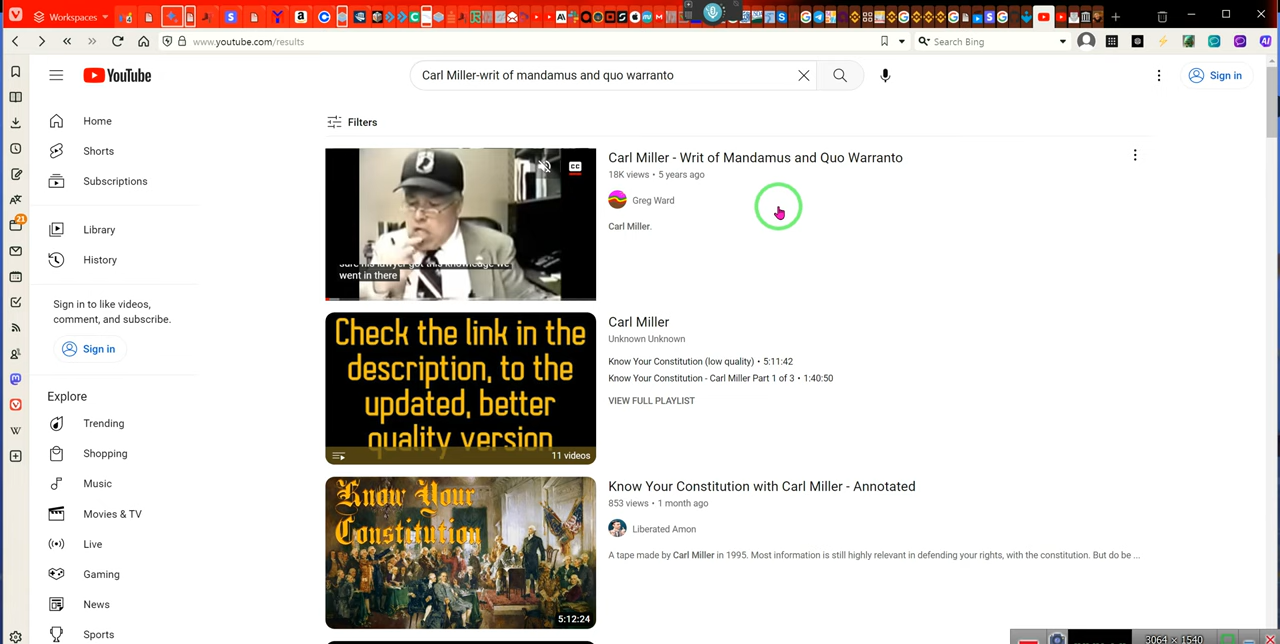 Workspaces
www.youtube.com/results
Search Bing
YouTube
Carl Miller-writ of mandamus and quo warranto
Sign in
Home
Shorts
Subscriptions
Library
History
Sign in to like videos,
comment, and subscribe.
Sign in
Explore
Trending
Shopping
Music
Movies & TV
Live
Gaming
News
Sports
21
Filters
CC
went in there
Carl Miller - Writ of Mandamus and Quo Warranto
18K views • 5 years ago
Greg Ward
Carl Miller.
Check the link in the
description, to the
updated, better
quality version
11 videos
Carl Miller
Unknown Unknown
Know Your Constitution (low quality) • 5:11:42
Know Your Constitution - Carl Miller Part 1 of 3 • 1:40:50
VIEW FULL PLAYLIST
Know Your
Constitution
5:12:24
Know Your Constitution with Carl Miller - Annotated
853 views • 1 month ago
Liberated Amon
A tape made by Carl Miller in 1995. Most information is still highly relevant in defending your rights, with the constitution. But do be ...
3064 × 1540